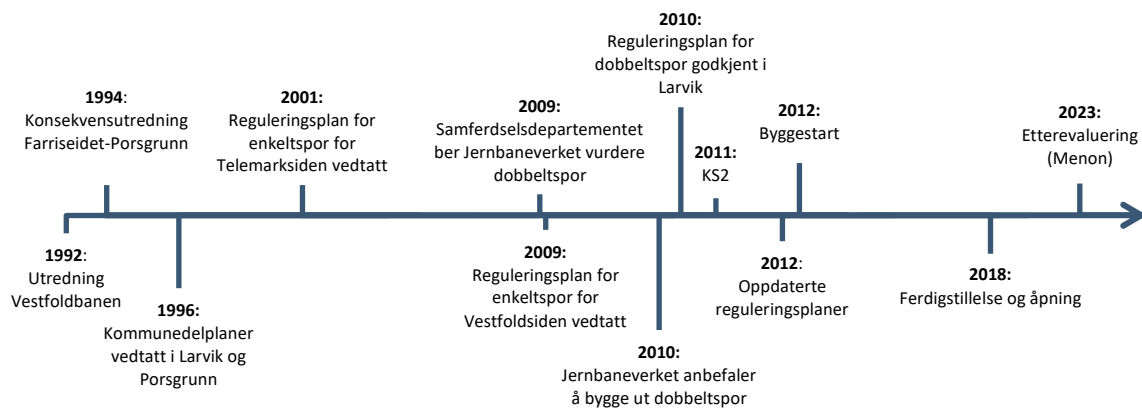 1992:
Utredning
Vestfoldbanen
1994:
Konsekvensutredning
Farriseidet-Porsgrunn
1996:
Kommunedelplaner
vedtatt i Larvik og
Porsgrunn
2001:
Reguleringsplan for
enkeltspor for
Telemarksiden vedtatt
2009:
Samferdselsdepartementet
ber Jernbaneverket vurdere
dobbeltspor
2009:
Reguleringsplan for
enkeltspor for
Vestfoldsiden vedtatt
2010:
Jernbaneverket anbefaler
å bygge ut dobbeltspor
2010:
Reguleringsplan for
dobbeltspor godkjent i
Larvik
2011:
KS2
2012:
Oppdaterte
reguleringsplaner
2012:
Byggestart
2018:
Ferdigstillelse og åpning
2023:
Etterevaluering
(Menon)